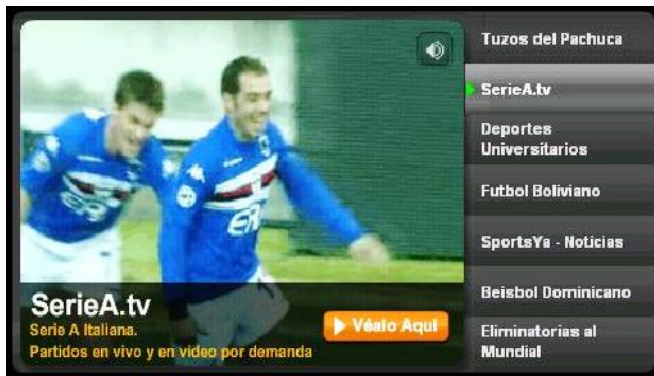 Tuzos del Pachuca
SerieA.tv
Deportes
Universitarios
Futbol Boliviano
SportsYa - Noticias
Beisbol Dominicano
Eliminatorias al
Mundial
SerieA.tv
Serie A Italiana.
Partidos en vivo y en video por demanda
Véalo Aquí